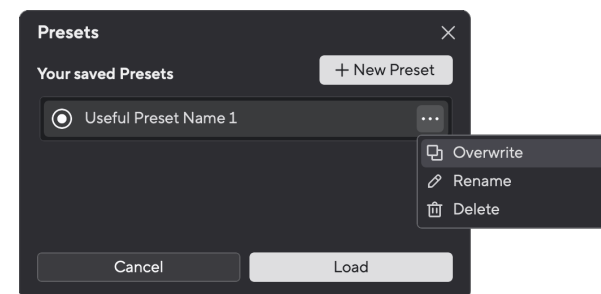 Presets
Your saved Presets
+ New Preset
Useful Preset Name 1
Overwrite
Rename
Delete
Cancel
Load